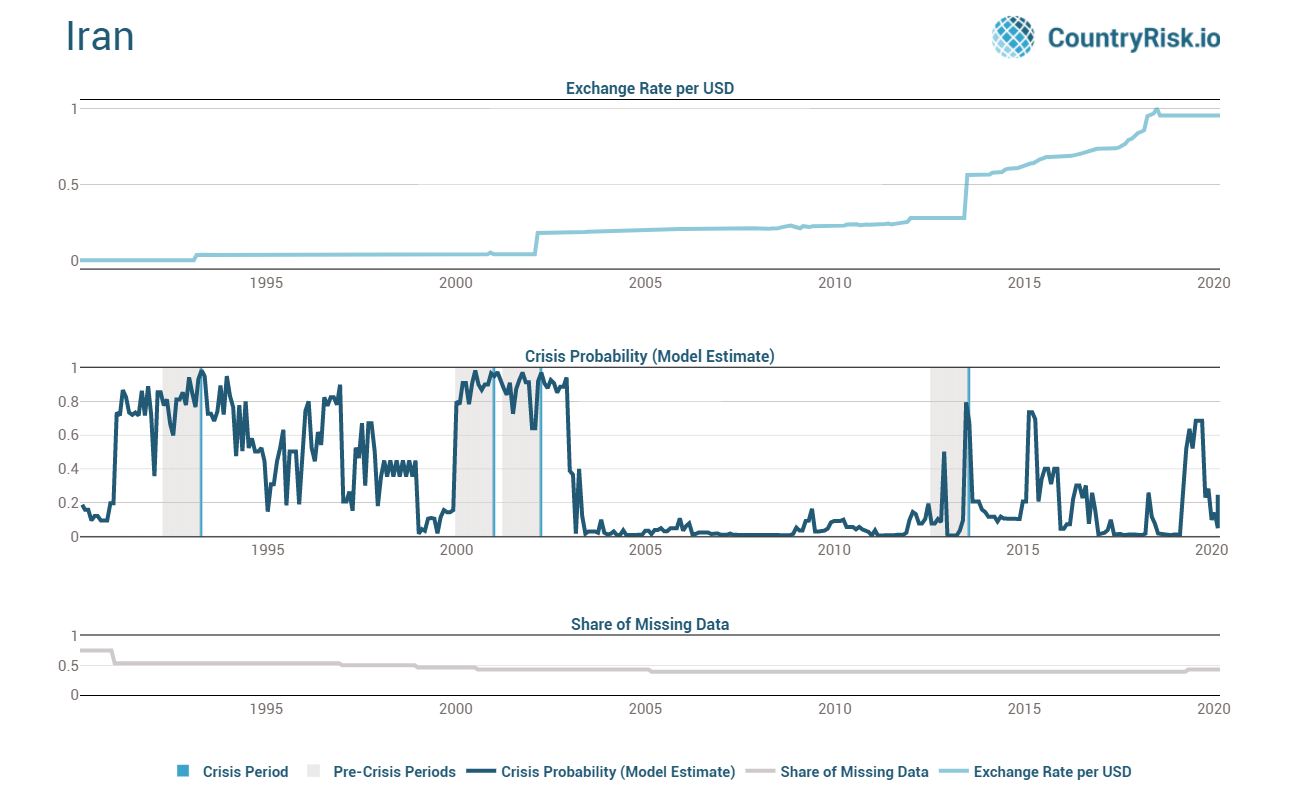 Iran
CountryRisk.io
Exchange Rate per USD
1
0.5
0
1995 2000 2005 2010 2015 2020
Crisis Probability (Model Estimate)
1
0.8
0.6
0.4
0.2
0
1995 2000 2005 2010 2015 2020
Share of Missing Data
1
0.5
0
1995 2000 2005 2010 2015 2020
Crisis Period Pre-Crisis Periods Crisis Probability (Model Estimate) Share of Missing Data Exchange Rate per USD